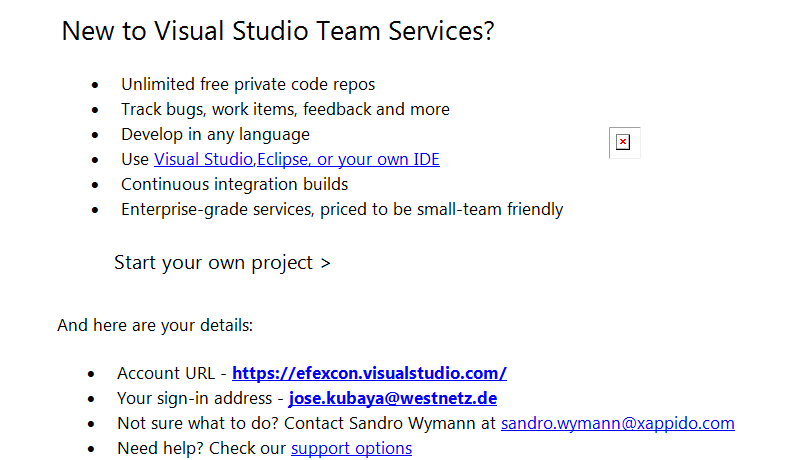 New to Visual Studio Team Services?
• Unlimited free private code repos
• Track bugs, work items, feedback and more
• Develop in any language
• Use Visual Studio,Eclipse, or your own IDE
• Continuous integration builds
• Enterprise-grade services, priced to be small-team friendly
Start your own project >
And here are your details:
• Account URL - https://efexcon.visualstudio.com/
• Your sign-in address - jose.kubaya@westnetz.de
• Not sure what to do? Contact Sandro Wymann at sandro.wymann@xappido.com
• Need help? Check our support options